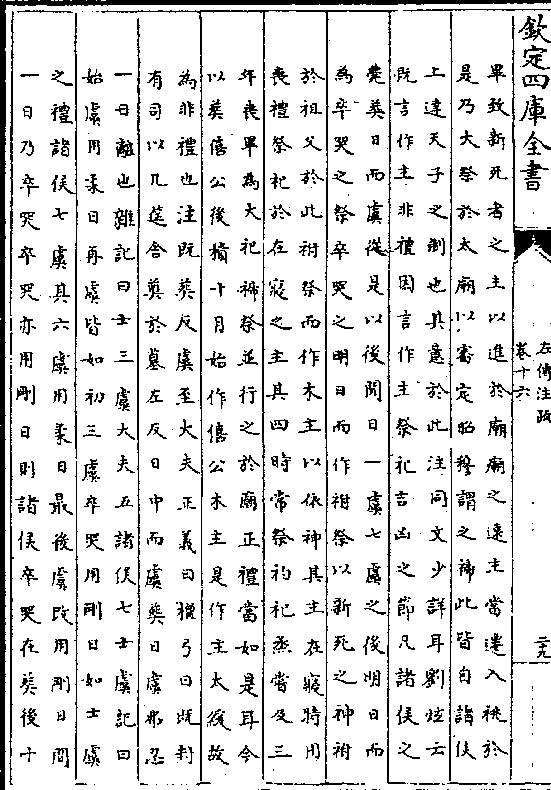 欽定四庫全書
左傳注疏
卷十六
二十九
畢致新死者之主以進於廟廟之遠主當遷入祧於
是乃大祭於太廟以審定昭穆謂之禘此皆自諸侯
上達天子之制也其意於此注同文少詳耳劉炫云
既言作主非禮因言作主祭祀吉凶之節凡諸侯之
薨葬日而虞從是以後間日一虞七虞之後明日而
為卒哭之祭卒哭之明日而作祔祭以新死之神祔
於祖父於此祔祭而作木主以依神其主在寢特用
喪禮祭祀於在寢之主其四時常祭礿祀烝嘗及三
年喪畢為大祀禘祭並行之於廟正禮當如是耳今
以葬僖公後積十月始作僖公木主是作主太緩故
為非禮也注既葬反虞至大夫正義曰檀弓曰既封
有司以几筵舍奠於墓左反日中而虞葬日虞弗忍
一日離也雜記曰士三虞大夫五諸侯七士虞記曰
始虞用柔日再虞皆如初三虞卒哭用剛日如士虞
之禮諸侯七虞其六虞用柔日最後虞改用剛日間
一日乃卒哭卒哭亦用剛日則諸侯卒哭在葬後十